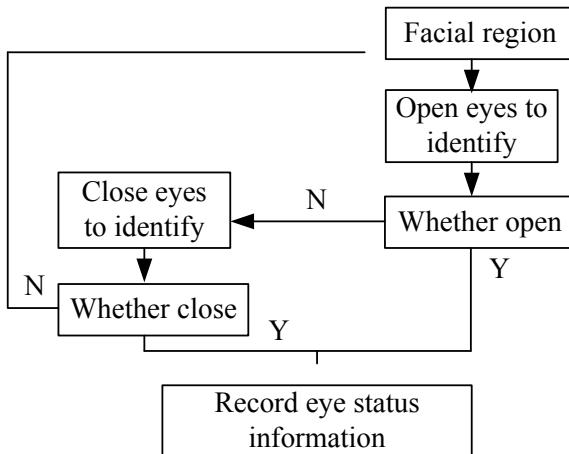 Facial region
Open eyes to
identify
Close eyes
to identify
N
Whether open
Y
N
Whether close
Y
Record eye status
information